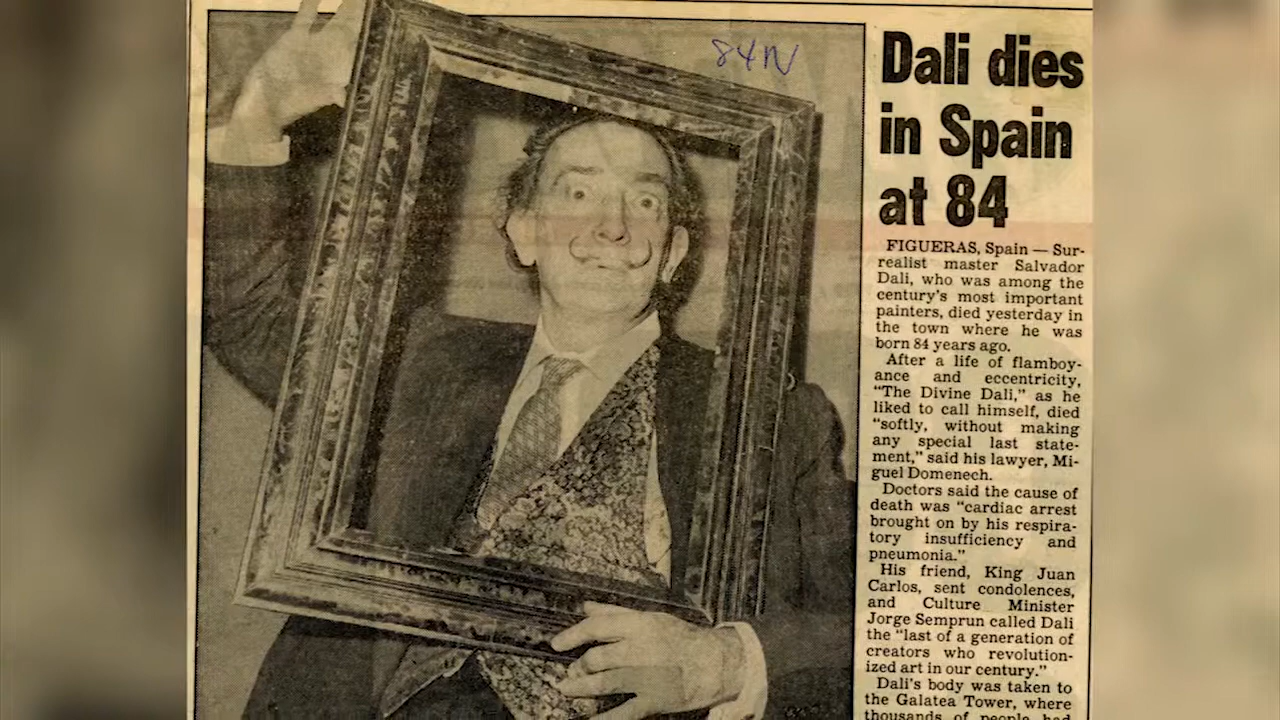 84N
Dali dies
in Spain
at 84
FIGUERAS, Spain — Sur-
realist master Salvador
Dali, who was among the
century's most important
painters, died yesterday in
the town where he was
born 84 years ago.
After a life of flamboy-
ance and eccentricity,
"The Divine Dali," as he
liked to call himself, died
"softly, without making
any special last state-
ment," said his lawyer, Mi-
guel Domenech.
Doctors said the cause of
death was "cardiac arrest
brought on by his respira-
tory insufficiency and
pneumonia."
His friend, King Juan
Carlos, sent condolences,
and Culture Minister
Jorge Semprun called Dali
the "last of a generation of
creators who revolution-
ized art in our century."
Dali's body was taken to
the Galatea Tower, where
thousands of people had